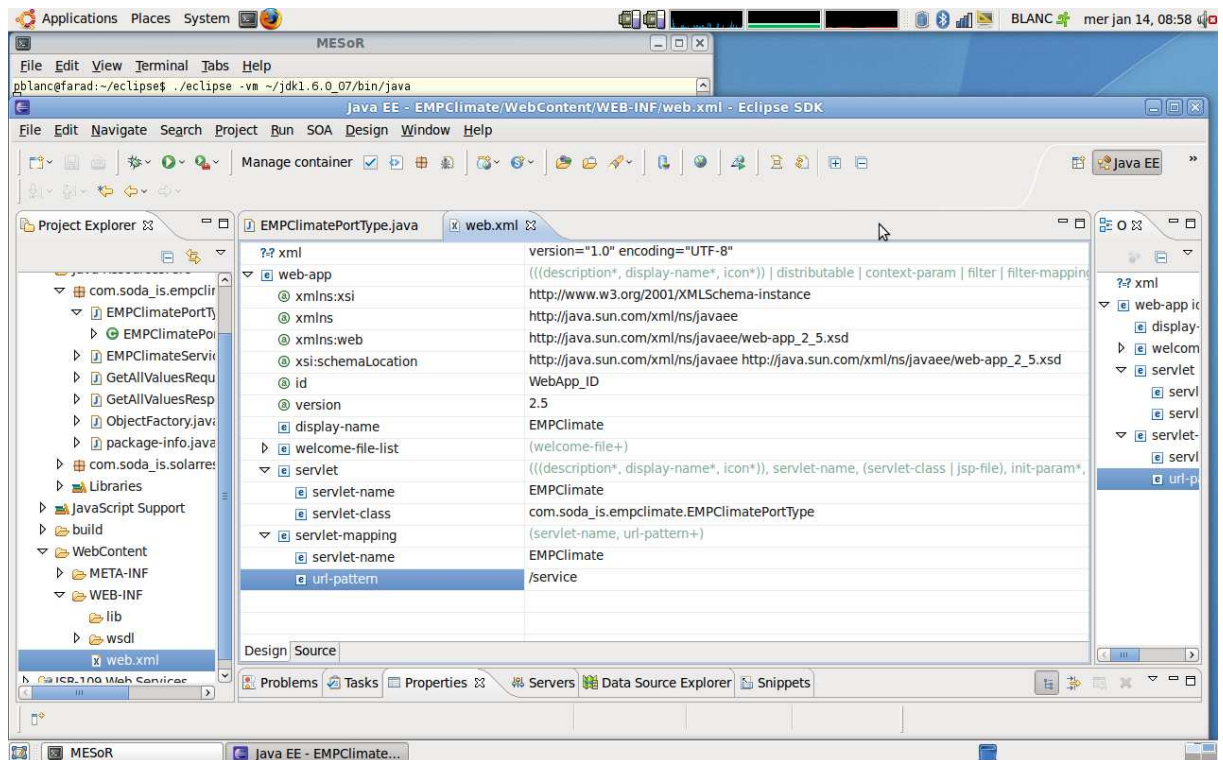 Applications Places System BLANC mer jan 14, 08:58
MESoR
File Edit View Terminal Tabs Help
pblanc@farad:~/eclipse$ ./eclipse -vm ~/jdk1.6.0_07/bin/java
Java EE - EMPClimate/WebContent/WEB-INF/web.xml - Eclipse SDK
File Edit Navigate Search Project Run SOA Design Window Help
Manage container Java EE »
Project Explorer EMPClimatePortType.java web.xml O
com.soda_is.empclin
EMPClimatePortTy
EMPClimatePor
EMPClimateServic
GetAllValuesRequ
GetAllValuesResp
ObjectFactory.java
package-info.java
com.soda_is.solarres
Libraries
JavaScript Support
build
WebContent
META-INF
WEB-INF
lib
wsdl
web.xml
JSR-109 Web Services
?=? xml version="1.0" encoding="UTF-8"
web-app (((description*, display-name*, icon*)) | distributable | context-param | filter | filter-mapping
xmlns:xsi http://www.w3.org/2001/XMLSchema-instance
xmlns http://java.sun.com/xml/ns/javaee
xmlns:web http://java.sun.com/xml/ns/javaee/web-app_2_5.xsd
xsi:schemaLocation http://java.sun.com/xml/ns/javaee http://java.sun.com/xml/ns/javaee/web-app_2_5.xsd
id WebApp_ID
version 2.5
display-name EMPClimate
welcome-file-list (welcome-file+)
servlet (((description*, display-name*, icon*)), servlet-name, (servlet-class | jsp-file), init-param*,
servlet-name EMPClimate
servlet-class com.soda_is.empclimate.EMPClimatePortType
servlet-mapping (servlet-name, url-pattern+)
servlet-name EMPClimate
url-pattern /service
Design Source
?=? xml
web-app id
display-
welcom
servlet
servl
servl
servlet-
servl
url-pa
Problems Tasks Properties Servers Data Source Explorer Snippets
MESoR Java EE - EMPClimate...